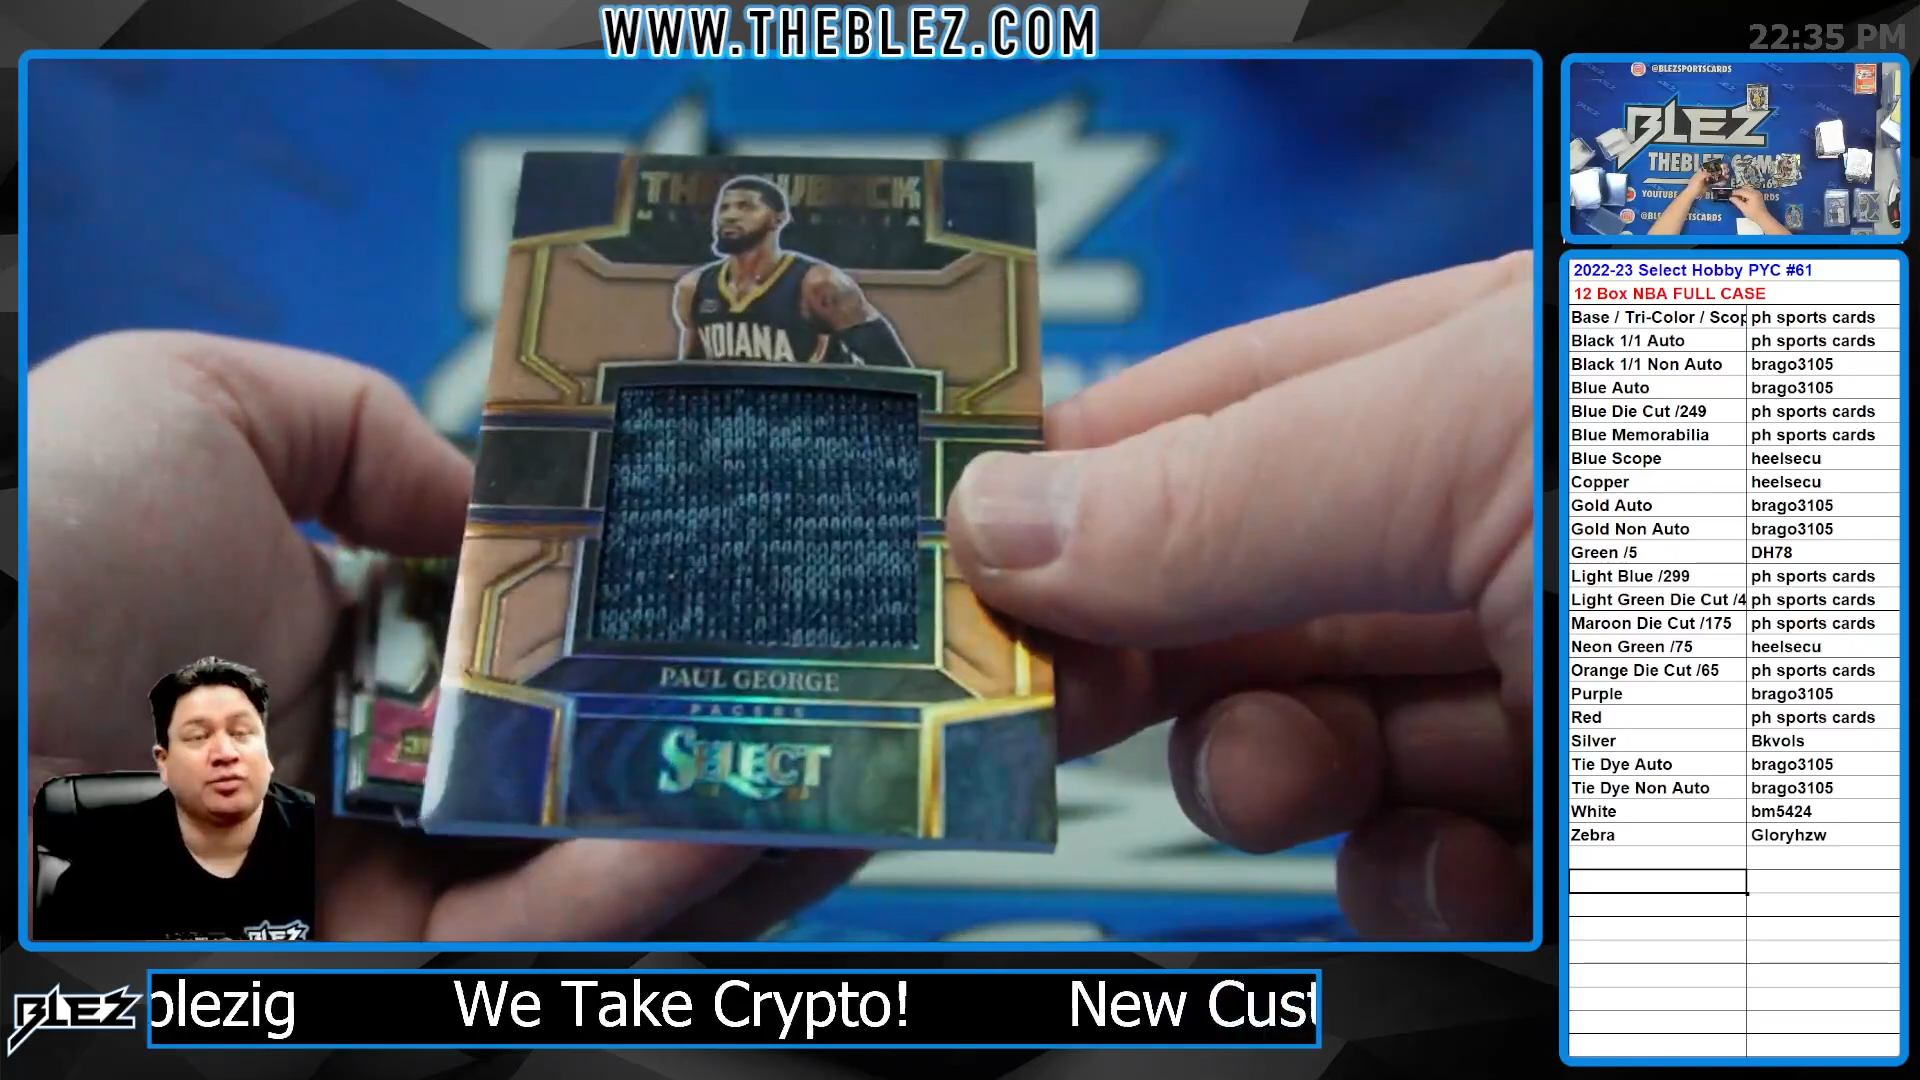 WWW.THEBLEZ.COM
22:35 PM
INDIANA
PAUL GEORGE
PACERS
SELECT
@BLEZSPORTSCARDS
BLEZ
2022-23 Select Hobby PYC #61
12 Box NBA FULL CASE
Base / Tri-Color / Scop ph sports cards
Black 1/1 Auto ph sports cards
Black 1/1 Non Auto brago3105
Blue Auto brago3105
Blue Die Cut /249 ph sports cards
Blue Memorabilia ph sports cards
Blue Scope heelsecu
Copper heelsecu
Gold Auto brago3105
Gold Non Auto brago3105
Green /5 DH78
Light Blue /299 ph sports cards
Light Green Die Cut /4 ph sports cards
Maroon Die Cut /175 ph sports cards
Neon Green /75 heelsecu
Orange Die Cut /65 ph sports cards
Purple brago3105
Red ph sports cards
Silver Bkvols
Tie Dye Auto brago3105
Tie Dye Non Auto brago3105
White bm5424
Zebra Gloryhzw
BLEZ
BLEZ
blezig We Take Crypto! New Cust